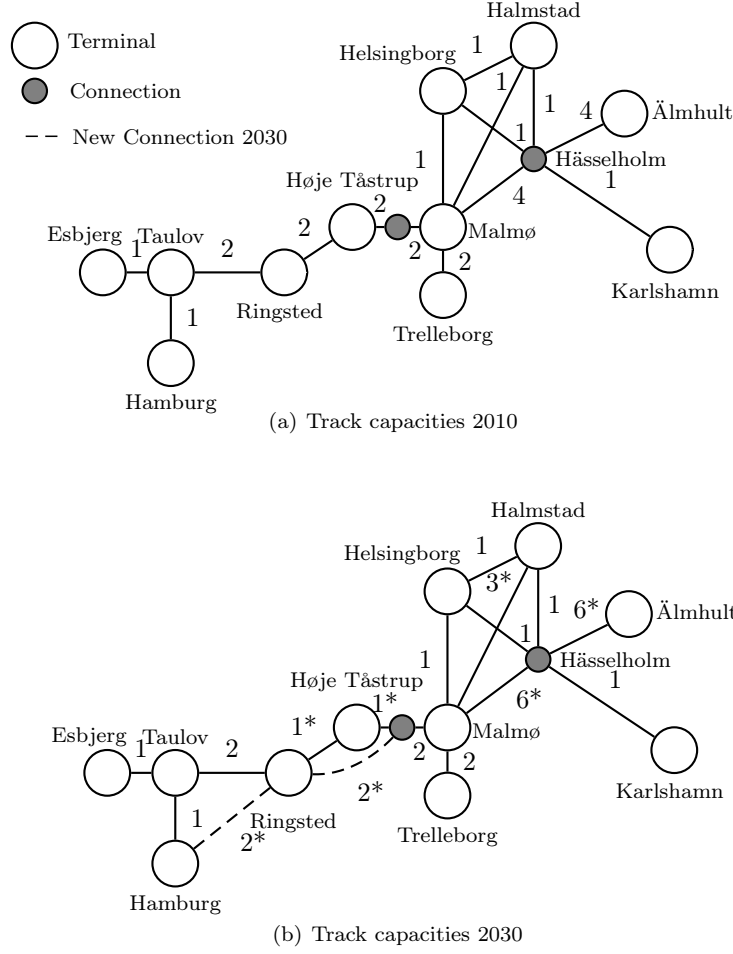 Halmstad
Terminal
Helsingborg
1
1
Connection
1
4
Älmhult
New Connection 2030
1
1
Hässelholm
Høje Tåstrup
1
4
2
Esbjerg
Taulov
2
Malmø
1
2
2
2
Ringsted
Karlshamn
1
Trelleborg
Hamburg
(a) Track capacities 2010
Halmstad
Helsingborg
1
3*
1
6*
Älmhult
1
1
Hässelholm
Høje Tåstrup
1
6*
1*
Esbjerg
Taulov
1*
Malmø
1
2
2
2
2*
Karlshamn
1
Ringsted
2*
Trelleborg
Hamburg
(b) Track capacities 2030